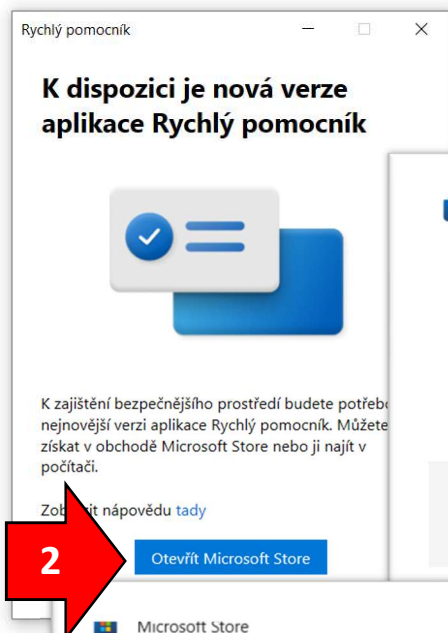 Rychlý pomocník
K dispozici je nová verze
aplikace Rychlý pomocník
K zajištění bezpečnějšího prostředí budete
nejnovější verzi aplikace Rychlý pomocník. Můžete
získat v obchodě Microsoft Store nebo ji najít v
počítači.
nápovědu tady
2
Otevřít Microsoft Store
Microsoft Store